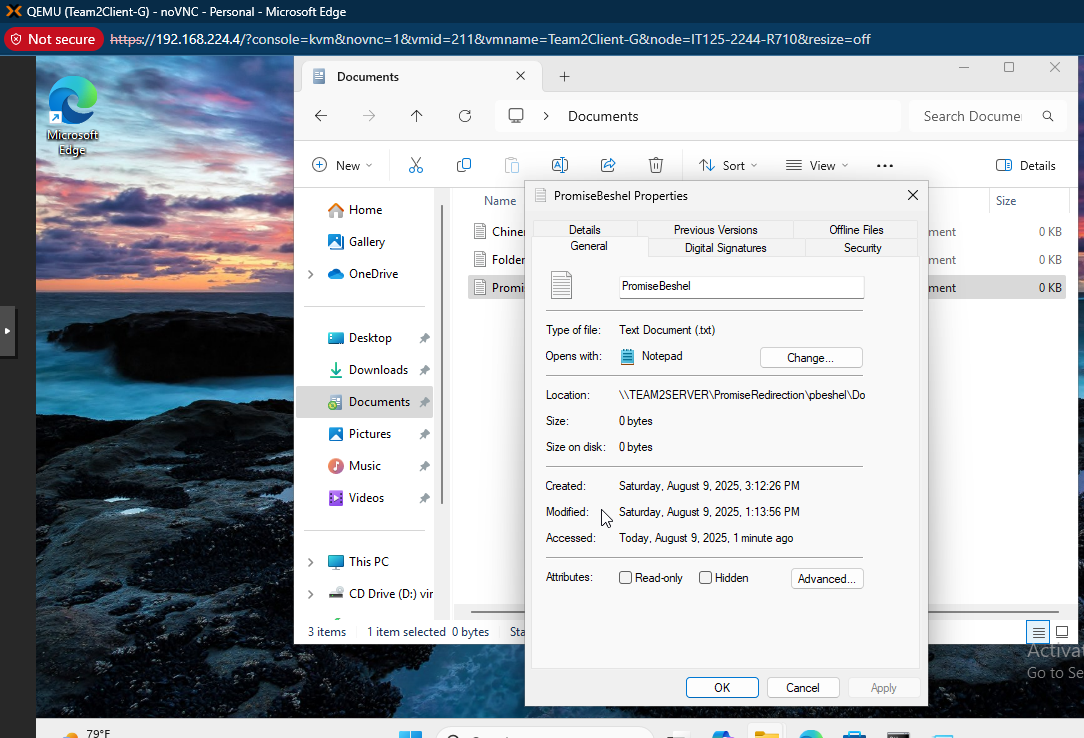 QEMU (Team2Client-G) - noVNC - Personal - Microsoft Edge
Not secure https://192.168.224.4/?console=kvm&novnc=1&vmid=211&vmname=Team2Client-G&node=IT125-2244-R710&resize=off
Microsoft
Edge
Documents
Documents
Search Docume
New
Sort
View
Details
Home
Gallery
OneDrive
Desktop
Downloads
Documents
Pictures
Music
Videos
This PC
CD Drive (D:) vir
Name
Size
Chine
ment
0 KB
Folder
ment
0 KB
Promi
ment
0 KB
3 items
1 item selected 0 bytes
Sta
PromiseBeshel Properties
Details
Previous Versions
Offline Files
General
Digital Signatures
Security
PromiseBeshel
Type of file: Text Document (.txt)
Opens with: Notepad
Change...
Location: \\TEAM2SERVER\PromiseRedirection\pbeshel\Do
Size: 0 bytes
Size on disk: 0 bytes
Created: Saturday, August 9, 2025, 3:12:26 PM
Modified: Saturday, August 9, 2025, 1:13:56 PM
Accessed: Today, August 9, 2025, 1 minute ago
Attributes: Read-only Hidden
Advanced...
OK
Cancel
Apply
Activat
Go to Se
79°F